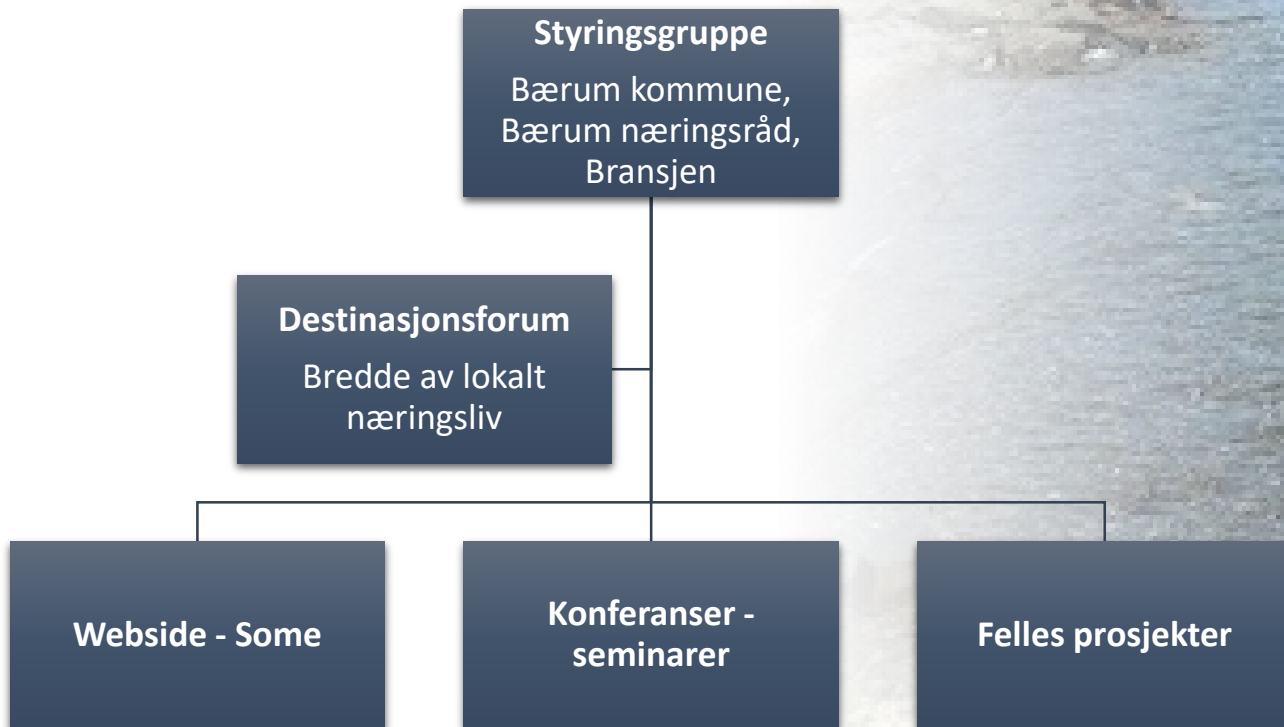 Styringsgruppe
Bærum kommune,
Bærum næringsråd,
Bransjen
Destinasjonsforum
Bredde av lokalt
næringsliv
Webside - Some
Konferanser -
seminarer
Felles prosjekter